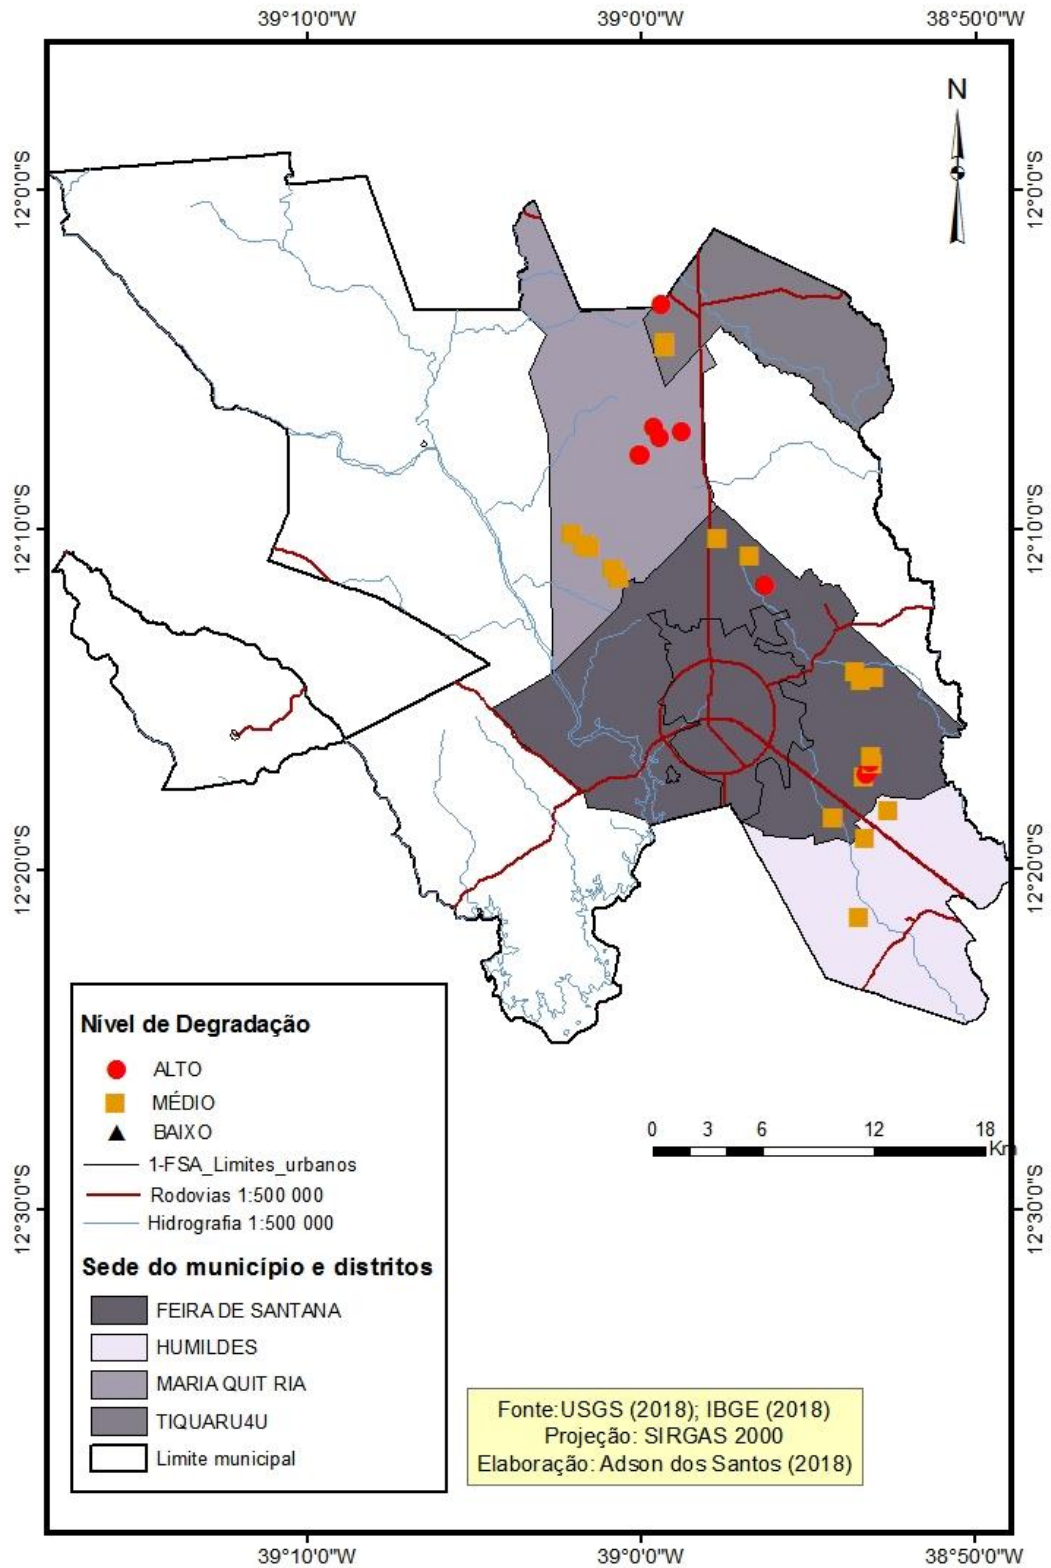 39°10'0"W 39°0'0"W 38°50'0"W
N
12°0'0"S 12°0'0"S
12°10'0"S 12°10'0"S
12°20'0"S 12°20'0"S
Nível de Degradação
ALTO
MÉDIO
BAIXO
1-FSA_Limites_urbanos
Rodovias 1:500 000
Hidrografia 1:500 000
0 3 6 12 18
Km
12°30'0"S 12°30'0"S
Sede do município e distritos
FEIRA DE SANTANA
HUMILDES
MARIA QUIT RIA
TIQUARU4U
Limite municipal
Fonte:USGS (2018); IBGE (2018)
Projeção: SIRGAS 2000
Elaboração: Adson dos Santos (2018)
39°10'0"W 39°0'0"W 38°50'0"W